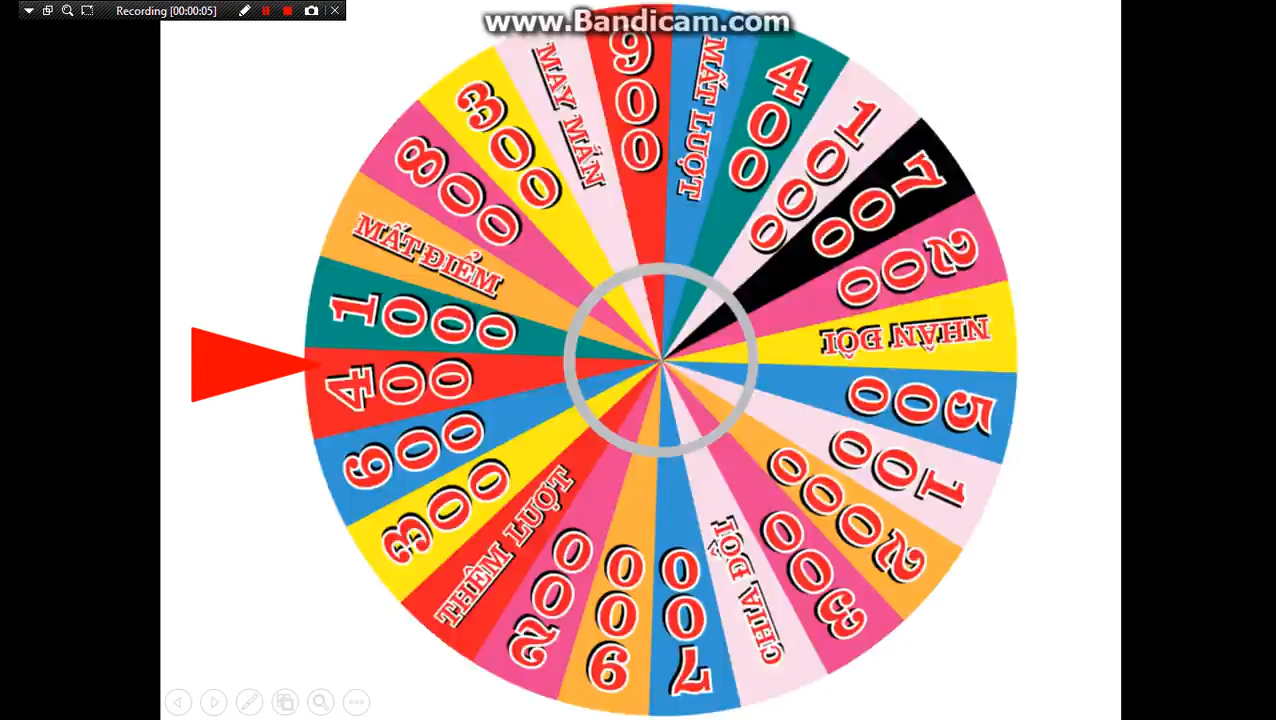 Recording [00:00:05]
www.Bandicam.com
900
MẤT LƯỢT
400
1000
700
200
NHÂN ĐÔI
500
100
2000
300
CHIA ĐÔI
700
900
200
THÊM LƯỢT
300
600
400
1000
MẤT ĐIỂM
800
300
MAY MẮN